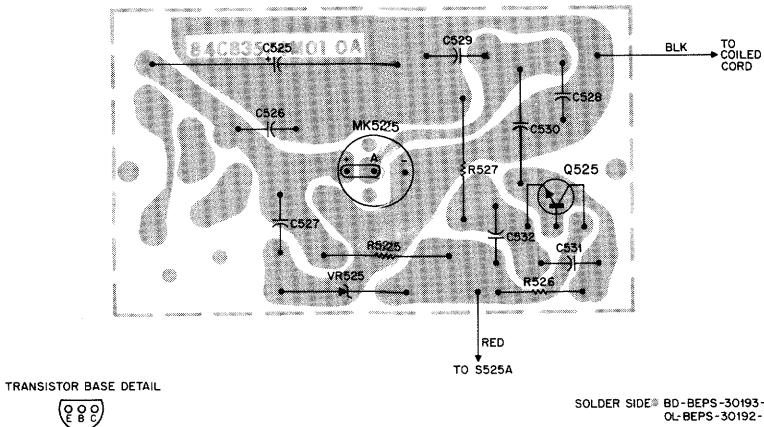 84C835 M01 0A
C525
C529
BLK
TO
COILED
CORD
C528
C526
MK525
C530
+ A -
R527
Q525
C527
C532
C531
R525
VR525
R526
RED
TO S525A
TRANSISTOR BASE DETAIL
E B C
SOLDER SIDE BD-BEPS-30193-
OL-BEPS-30192-